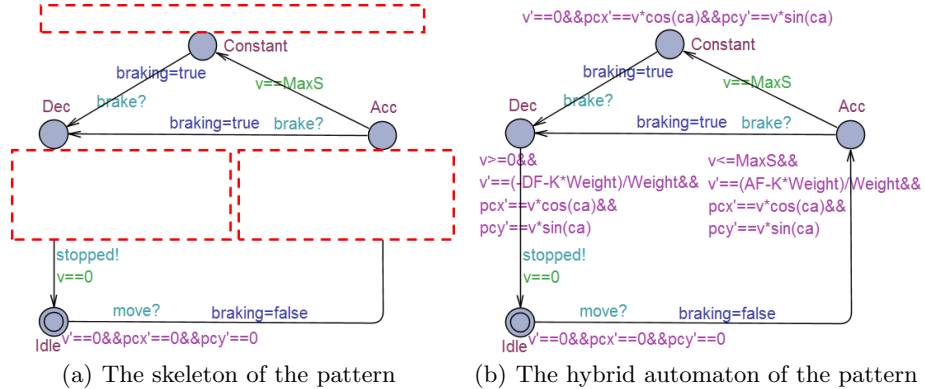 Constant
braking=true
v==MaxS
brake?
Dec
Acc
braking=true
brake?
stopped!
v==0
move?
braking=false
Idle
v'==0&&pcx'==0&&pcy'==0
(a) The skeleton of the pattern
v'==0&&pcx'==v*cos(ca)&&pcy'==v*sin(ca)
Constant
braking=true
v==MaxS
brake?
Dec
Acc
braking=true
brake?
v>=0&&
v'==(-DF-K*Weight)/Weight&&
pcx'==v*cos(ca)&&
pcy'==v*sin(ca)
v<=MaxS&&
v'==(AF-K*Weight)/Weight&&
pcx'==v*cos(ca)&&
pcy'==v*sin(ca)
stopped!
v==0
move?
braking=false
Idle
v'==0&&pcx'==0&&pcy'==0
(b) The hybrid automaton of the pattern